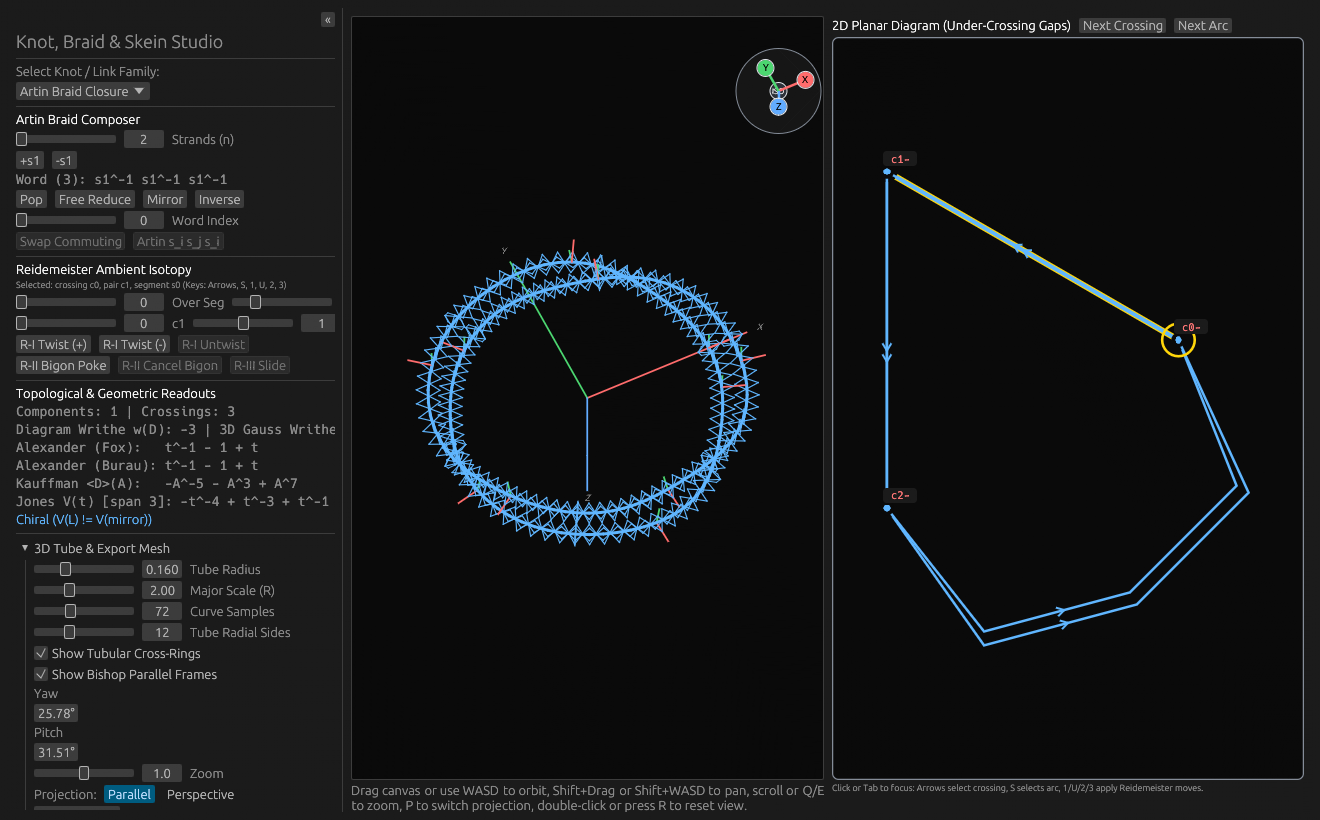 «
Knot, Braid & Skein Studio
Select Knot / Link Family:
Artin Braid Closure
Artin Braid Composer
2 Strands (n)
+s1 -s1
Word (3): s1^-1 s1^-1 s1^-1
Pop Free Reduce Mirror Inverse
0 Word Index
Swap Commuting Artin s_i s_j s_i
Reidemeister Ambient Isotopy
Selected: crossing c0, pair c1, segment s0 (Keys: Arrows, S, 1, U, 2, 3)
0 Over Seg
0 c1 1
R-I Twist (+) R-I Twist (-) R-I Untwist
R-II Bigon Poke R-II Cancel Bigon R-III Slide
Topological & Geometric Readouts
Components: 1 | Crossings: 3
Diagram Writhe w(D): -3 | 3D Gauss Writhe
Alexander (Fox): t^-1 - 1 + t
Alexander (Burau): t^-1 - 1 + t
Kauffman <D>(A): -A^-5 - A^3 + A^7
Jones V(t) [span 3]: -t^-4 + t^-3 + t^-1
Chiral (V(L) != V(mirror))
3D Tube & Export Mesh
0.160 Tube Radius
2.00 Major Scale (R)
72 Curve Samples
12 Tube Radial Sides
Show Tubular Cross-Rings
Show Bishop Parallel Frames
Yaw
25.78°
Pitch
31.51°
1.0 Zoom
Projection: Parallel Perspective
Y
X
Z
Y
X
Z
Drag canvas or use WASD to orbit, Shift+Drag or Shift+WASD to pan, scroll or Q/E
to zoom, P to switch projection, double-click or press R to reset view.
2D Planar Diagram (Under-Crossing Gaps) Next Crossing Next Arc
c1-
c0-
c2-
Click or Tab to focus: Arrows select crossing, S selects arc, 1/U/2/3 apply Reidemeister moves.